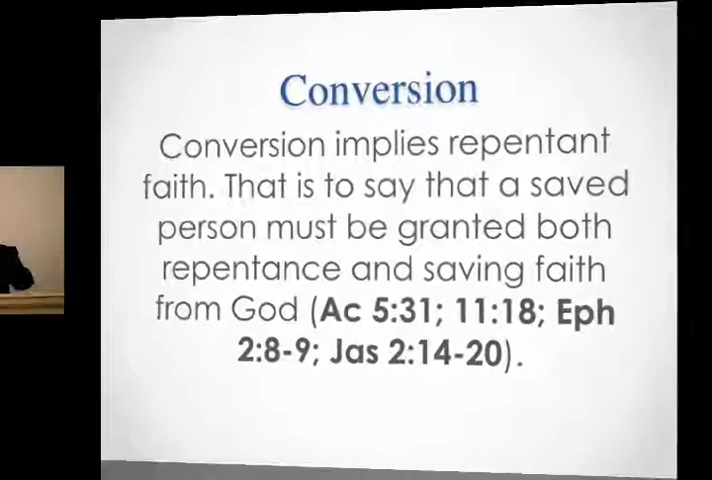 Conversion
Conversion implies repentant
faith. That is to say that a saved
person must be granted both
repentance and saving faith
from God (Ac 5:31; 11:18; Eph
2:8-9; Jas 2:14-20).